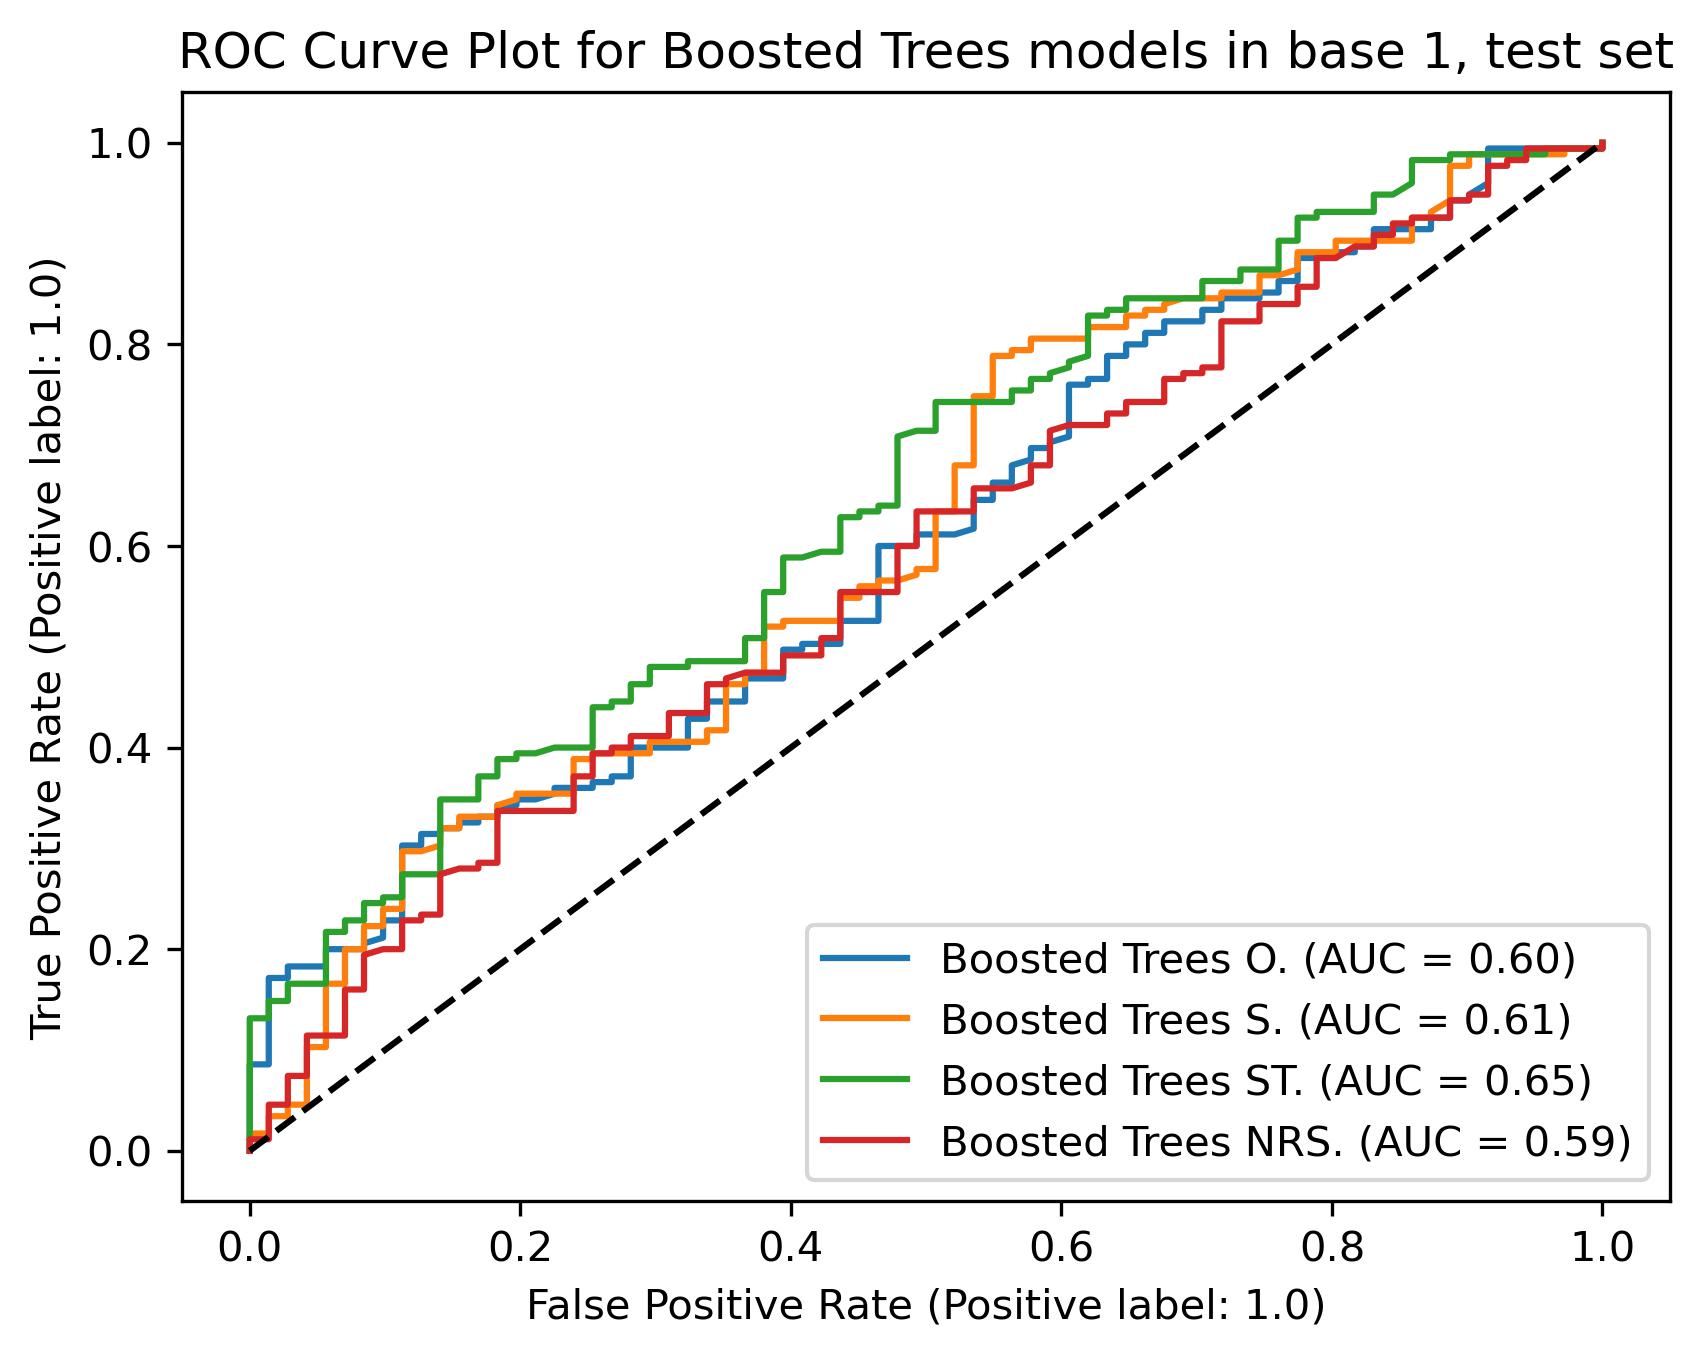 ROC Curve Plot for Boosted Trees models in base 1, test set
True Positive Rate (Positive label: 1.0)
1.0
0.8
0.6
0.4
0.2
0.0
Boosted Trees O. (AUC = 0.60)
Boosted Trees S. (AUC = 0.61)
Boosted Trees ST. (AUC = 0.65)
Boosted Trees NRS. (AUC = 0.59)
0.0 0.2 0.4 0.6 0.8 1.0
False Positive Rate (Positive label: 1.0)